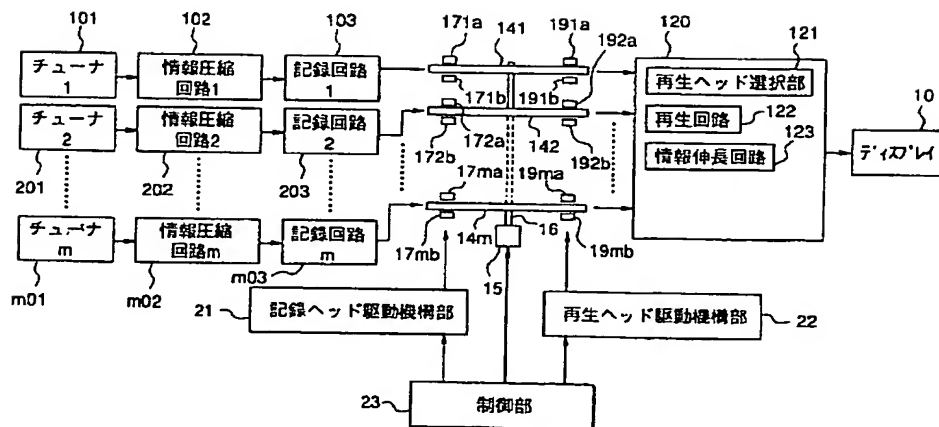 101
102
103
171a
141
191a
120
121
192a
チューナ
1
情報圧縮
回路1
記録回路
1
171b
191b
再生ヘッド選択部
10
チューナ
2
情報圧縮
回路2
記録回路
2
172a
142
再生回路
122
123
情報伸長回路
ディスプレイ
201
202
203
172b
192b
17ma
19ma
チューナ
m
情報圧縮
回路m
記録回路
m
17mb
14m
16
19mb
15
m01
m02
m03
21
記録ヘッド駆動機構部
再生ヘッド駆動機構部
22
23
制御部